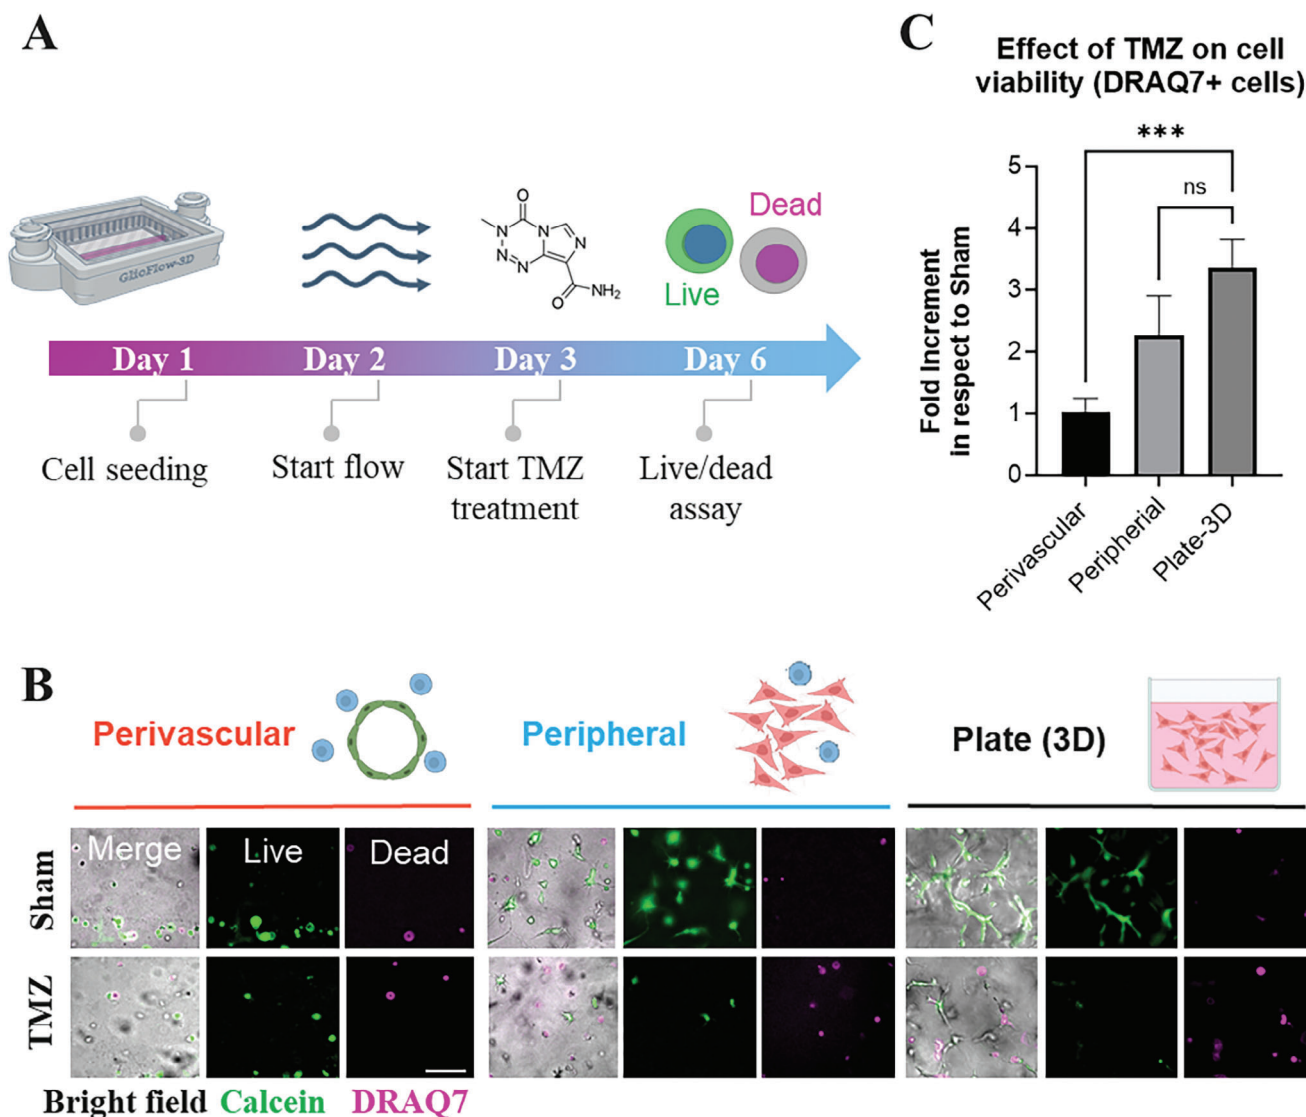 A
GlioFlow-3D
O
N
N
N
N
N
O
NH₂
Dead
Live
Day 1
Day 2
Day 3
Day 6
Cell seeding
Start flow
Start TMZ
treatment
Live/dead
assay
C
Effect of TMZ on cell
viability (DRAQ7+ cells)
Fold Increment
in respect to Sham
5
4
3
2
1
0
***
ns
Perivascular
Peripherial
Plate-3D
B
Perivascular
Peripheral
Plate (3D)
Sham
Merge
Live
Dead
TMZ
Bright field Calcein DRAQ7